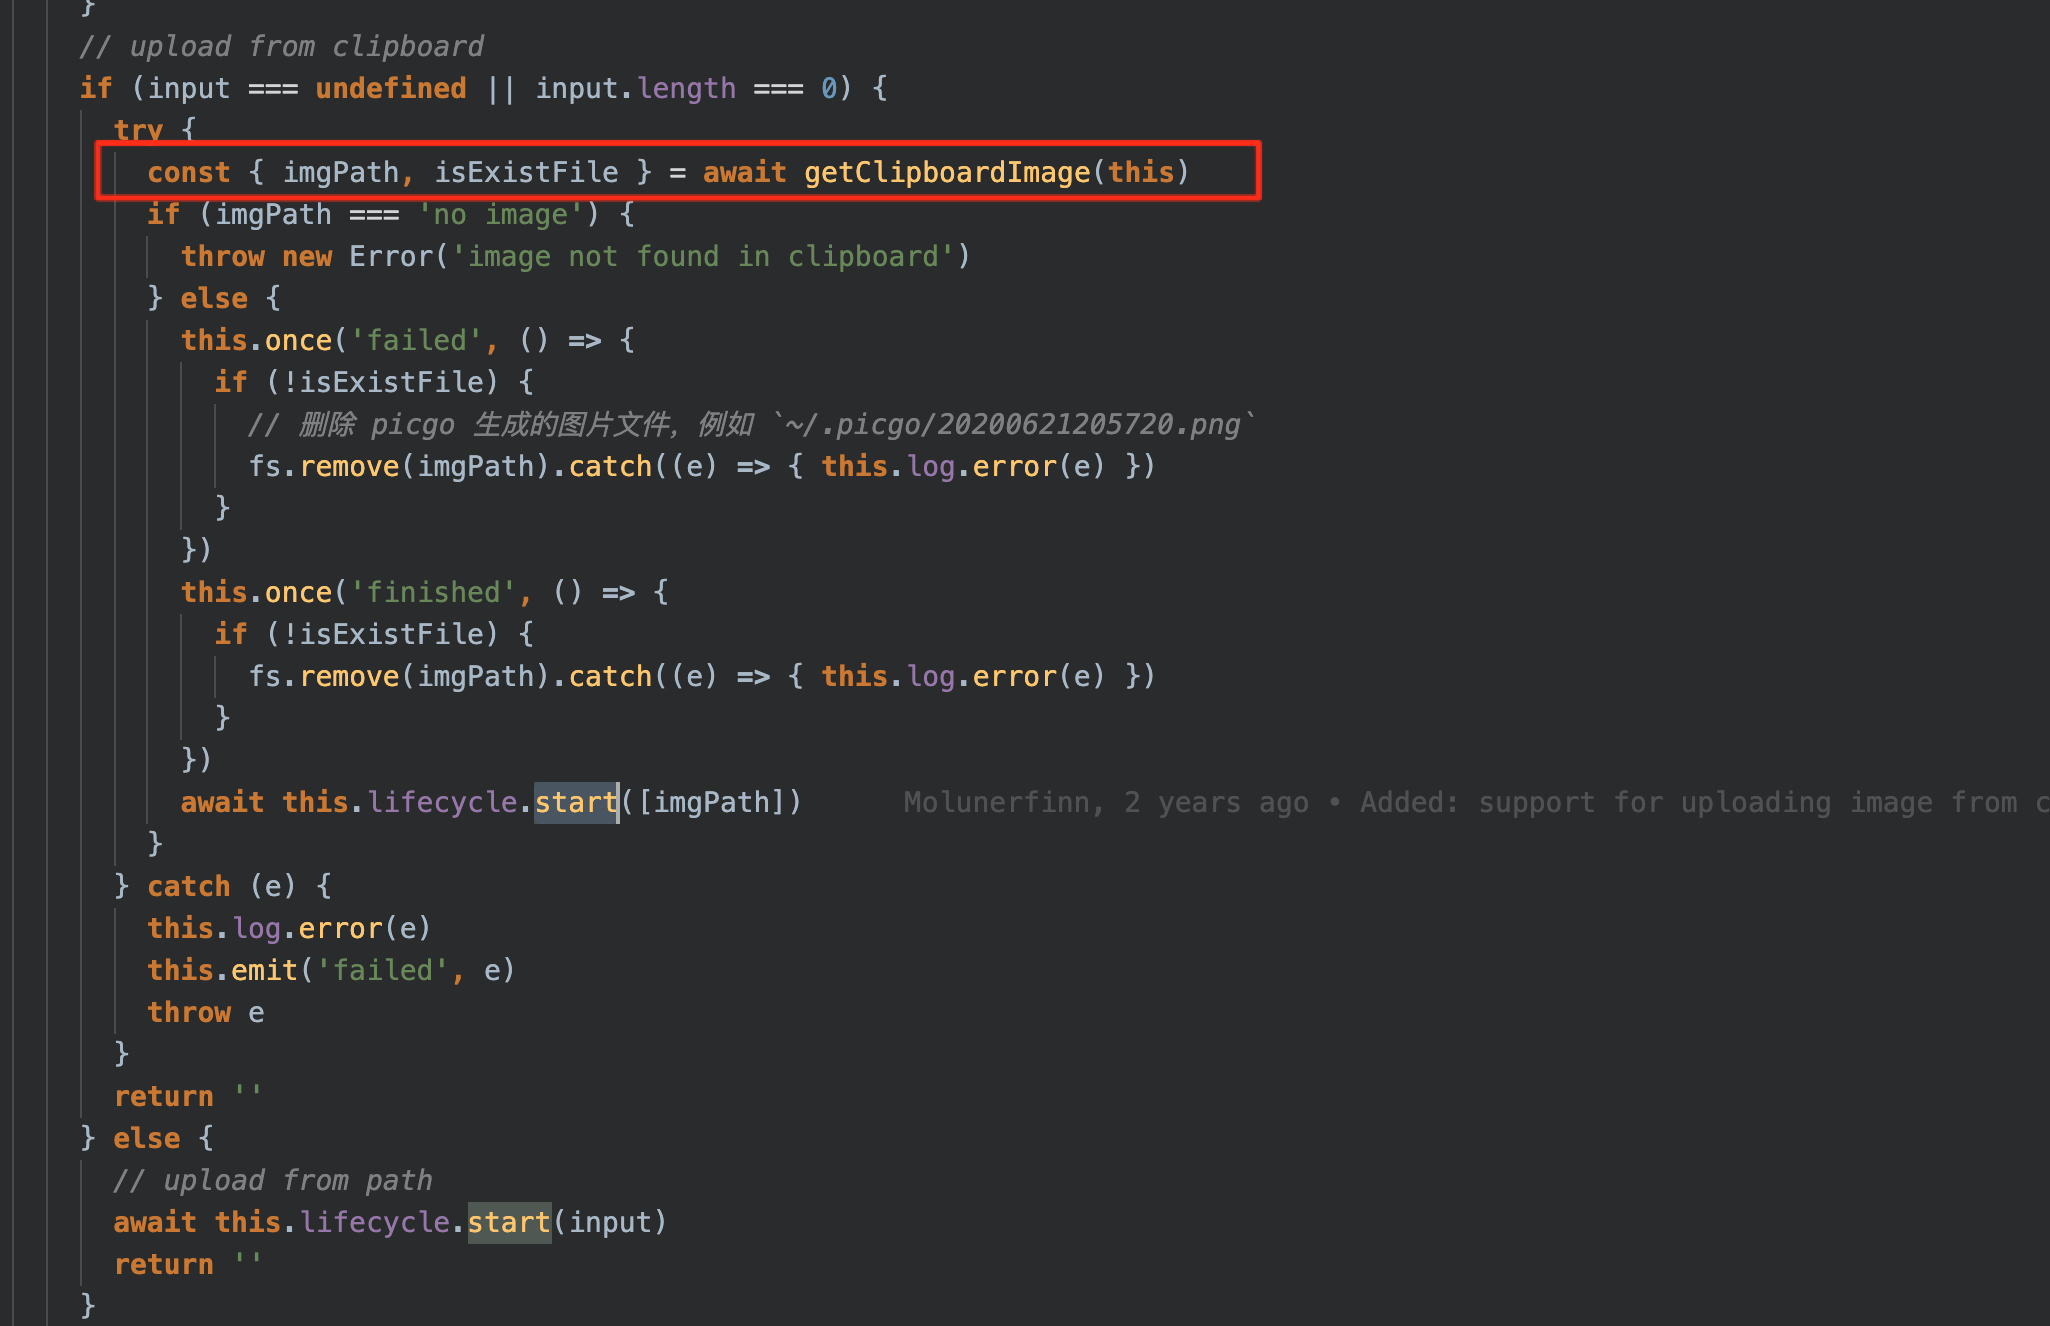 }
// upload from clipboard
if (input === undefined || input.length === 0) {
try {
const { imgPath, isExistFile } = await getClipboardImage(this)
if (imgPath === 'no image') {
throw new Error('image not found in clipboard')
} else {
this.once('failed', () => {
if (!isExistFile) {
// 删除 picgo 生成的图片文件，例如 `~/.picgo/20200621205720.png`
fs.remove(imgPath).catch((e) => { this.log.error(e) })
}
})
this.once('finished', () => {
if (!isExistFile) {
fs.remove(imgPath).catch((e) => { this.log.error(e) })
}
})
await this.lifecycle.start([imgPath]) Molunerfinn, 2 years ago • Added: support for uploading image from c
}
} catch (e) {
this.log.error(e)
this.emit('failed', e)
throw e
}
return ''
} else {
// upload from path
await this.lifecycle.start(input)
return ''
}